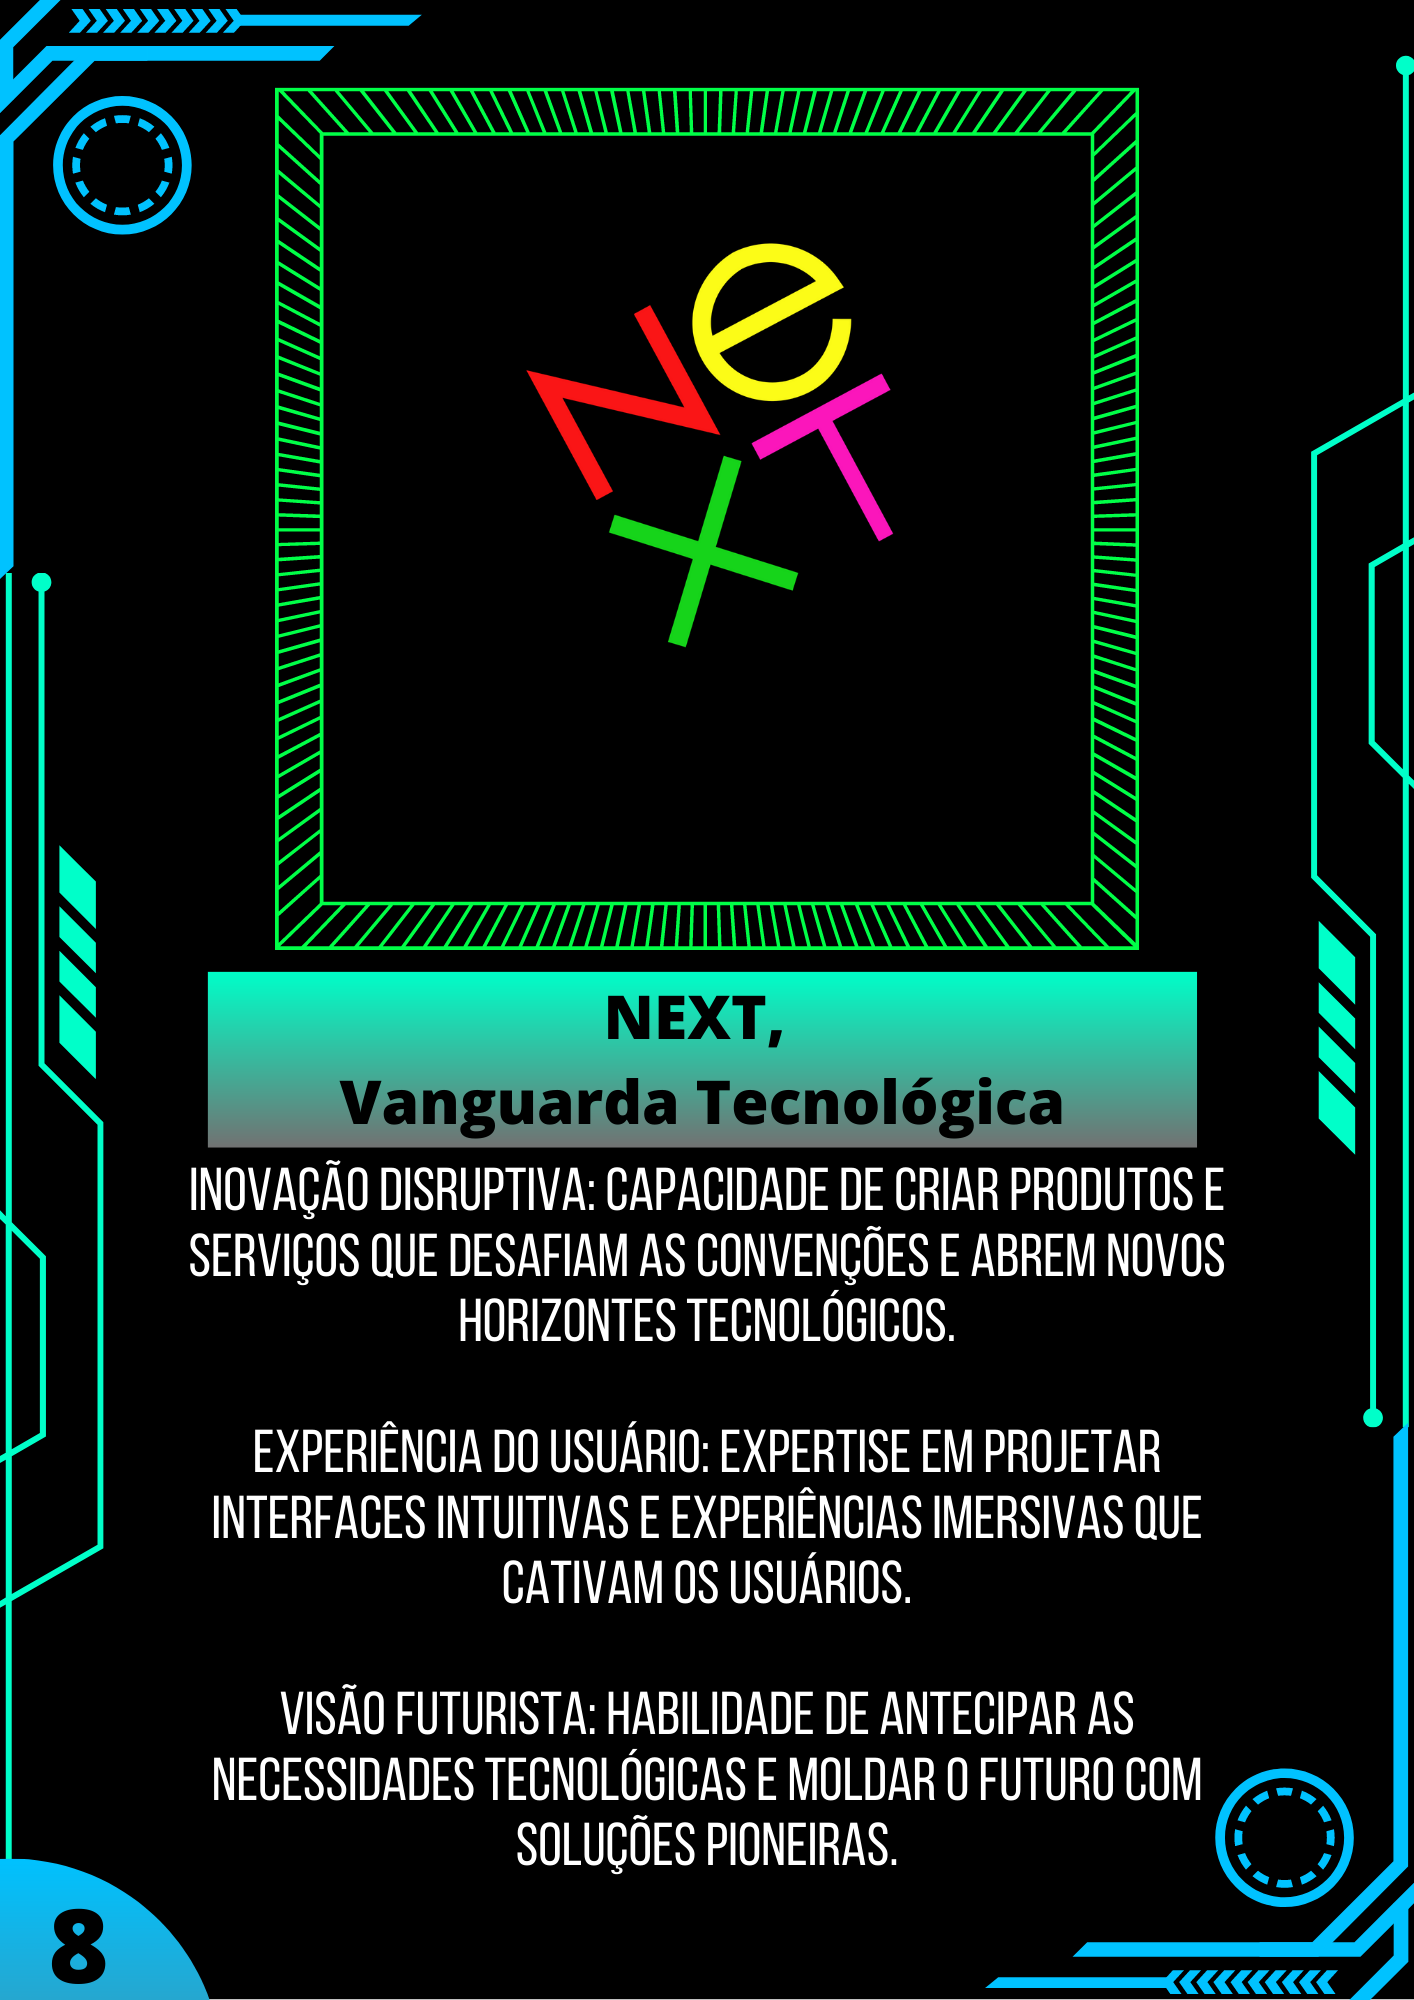 NeXT
NEXT,
Vanguarda Tecnológica
INOVAÇÃO DISRUPTIVA: CAPACIDADE DE CRIAR PRODUTOS E
SERVIÇOS QUE DESAFIAM AS CONVENÇÕES E ABREM NOVOS
HORIZONTES TECNOLÓGICOS.
EXPERIÊNCIA DO USUÁRIO: EXPERTISE EM PROJETAR
INTERFACES INTUITIVAS E EXPERIÊNCIAS IMERSIVAS QUE
CATIVAM OS USUÁRIOS.
VISÃO FUTURISTA: HABILIDADE DE ANTECIPAR AS
NECESSIDADES TECNOLÓGICAS E MOLDAR O FUTURO COM
SOLUÇÕES PIONEIRAS.
8